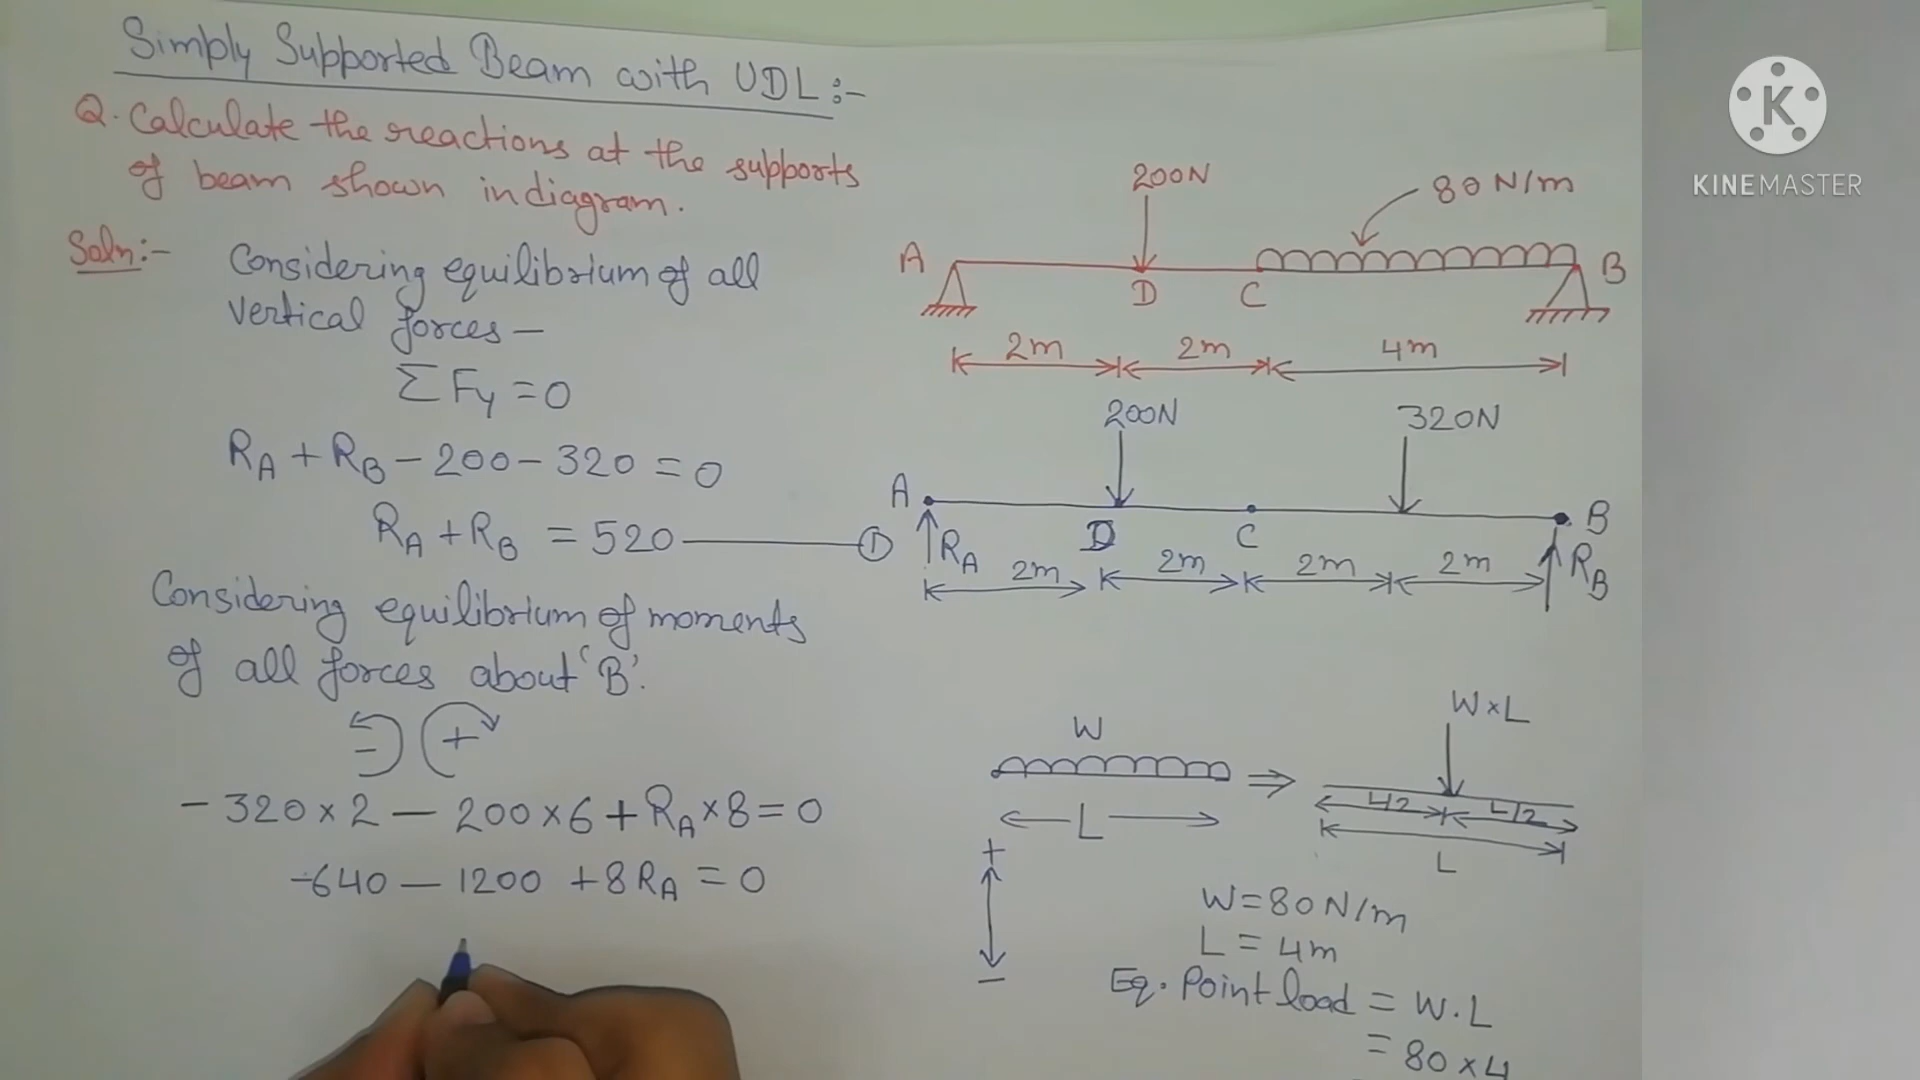 Simply Supported Beam with UDL:-
Q. Calculate the reactions at the supports
of beam shown in diagram.
Soln:- Considering equilibrium of all
vertical forces -
ΣFy = 0
RA + RB - 200 - 320 = 0
RA + RB = 520 ——— ①
Considering equilibrium of moments
of all forces about 'B'.
- +
- 320 × 2 - 200 × 6 + RA × 8 = 0
-640 - 1200 + 8RA = 0
200N 80 N/m
A D C B
2m 2m 4m
200N 320N
A D C B
RA RB
2m 2m 2m 2m
W
L
W×L
L/2 L/2
L
+
-
W = 80 N/m
L = 4m
Eq. Point load = W.L
= 80 × 4
K
KINEMASTER